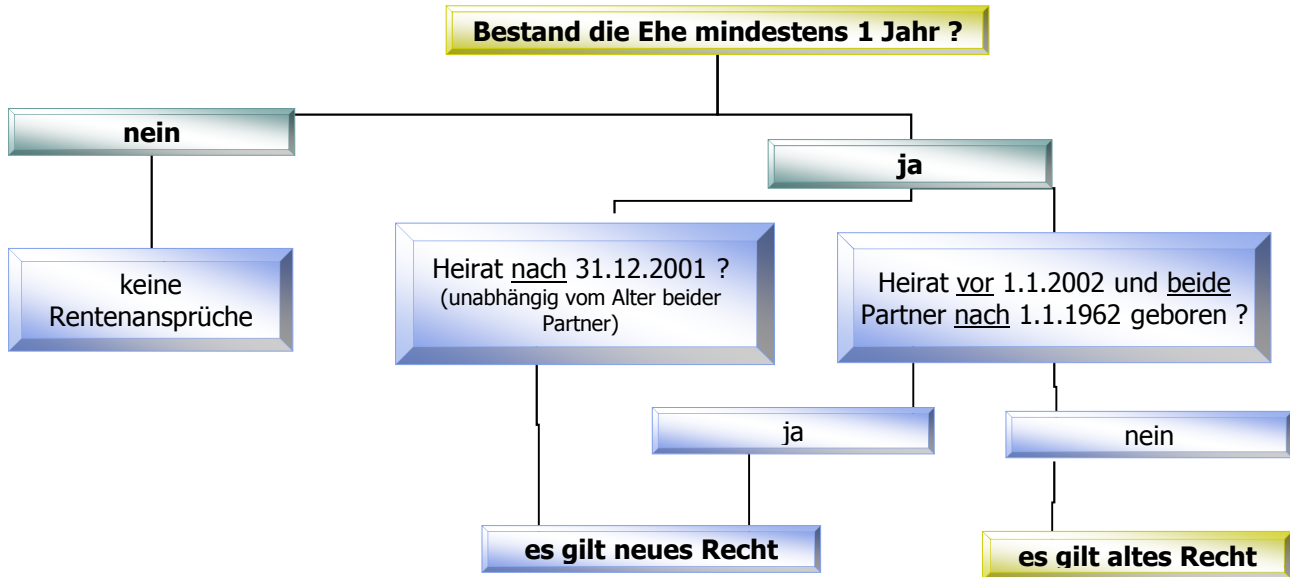 Bestand die Ehe mindestens 1 Jahr ?
nein
ja
keine
Rentenansprüche
Heirat nach 31.12.2001 ?
(unabhängig vom Alter beider
Partner)
Heirat vor 1.1.2002 und beide
Partner nach 1.1.1962 geboren ?
ja
nein
es gilt neues Recht
es gilt altes Recht